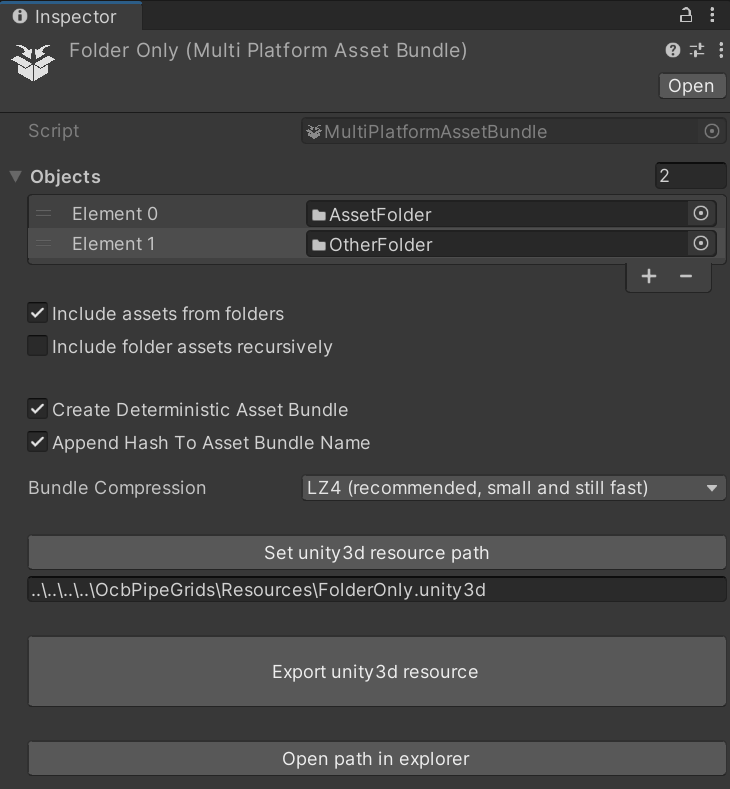 Inspector
Folder Only (Multi Platform Asset Bundle)
Open
Script MultiPlatformAssetBundle
Objects 2
Element 0 AssetFolder
Element 1 OtherFolder
Include assets from folders
Include folder assets recursively
Create Deterministic Asset Bundle
Append Hash To Asset Bundle Name
Bundle Compression LZ4 (recommended, small and still fast)
Set unity3d resource path
..\..\..\..\OcbPipeGrids\Resources\FolderOnly.unity3d
Export unity3d resource
Open path in explorer